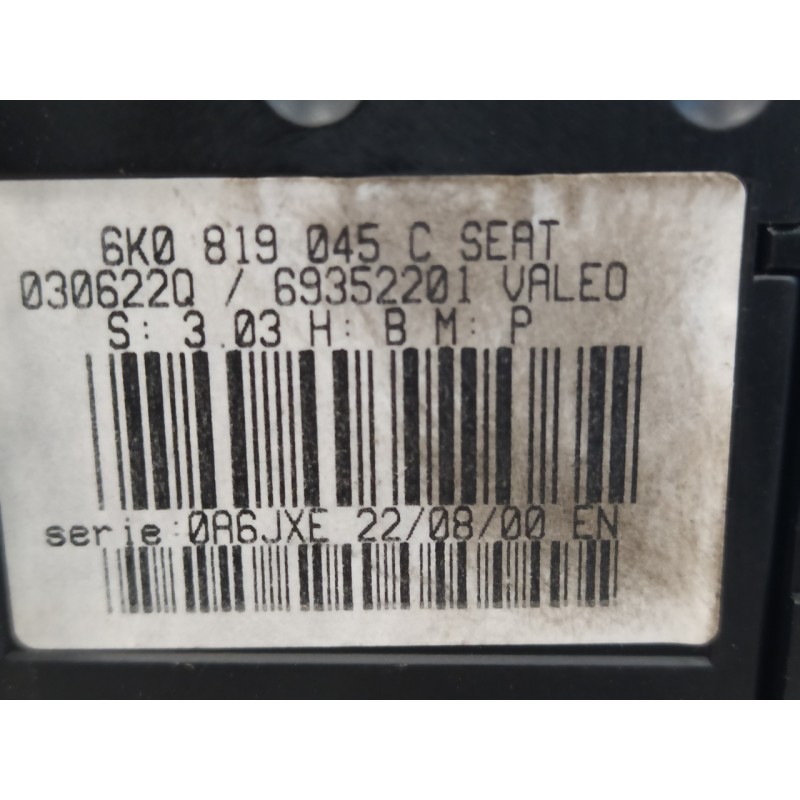 6K0 819 045 C SEAT
030622Q / 69352201 VALEO
S: 3.03 H: B M: P
serie:0A6JXE 22/08/00 EN